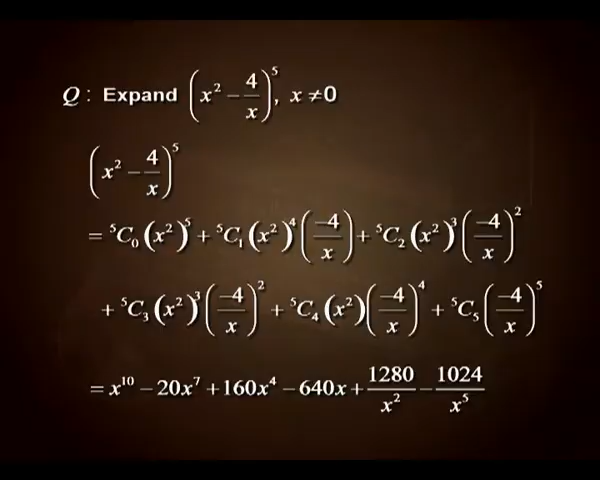 Q : Expand (x² − 4/x)⁵, x ≠ 0
(x² − 4/x)⁵
= ⁵C₀(x²)⁵ + ⁵C₁(x²)⁴(−4/x) + ⁵C₂(x²)³(−4/x)²
+ ⁵C₃(x²)³(−4/x)² + ⁵C₄(x²)(−4/x)⁴ + ⁵C₅(−4/x)⁵
= x¹⁰ − 20x⁷ + 160x⁴ − 640x + 1280/x² − 1024/x⁵